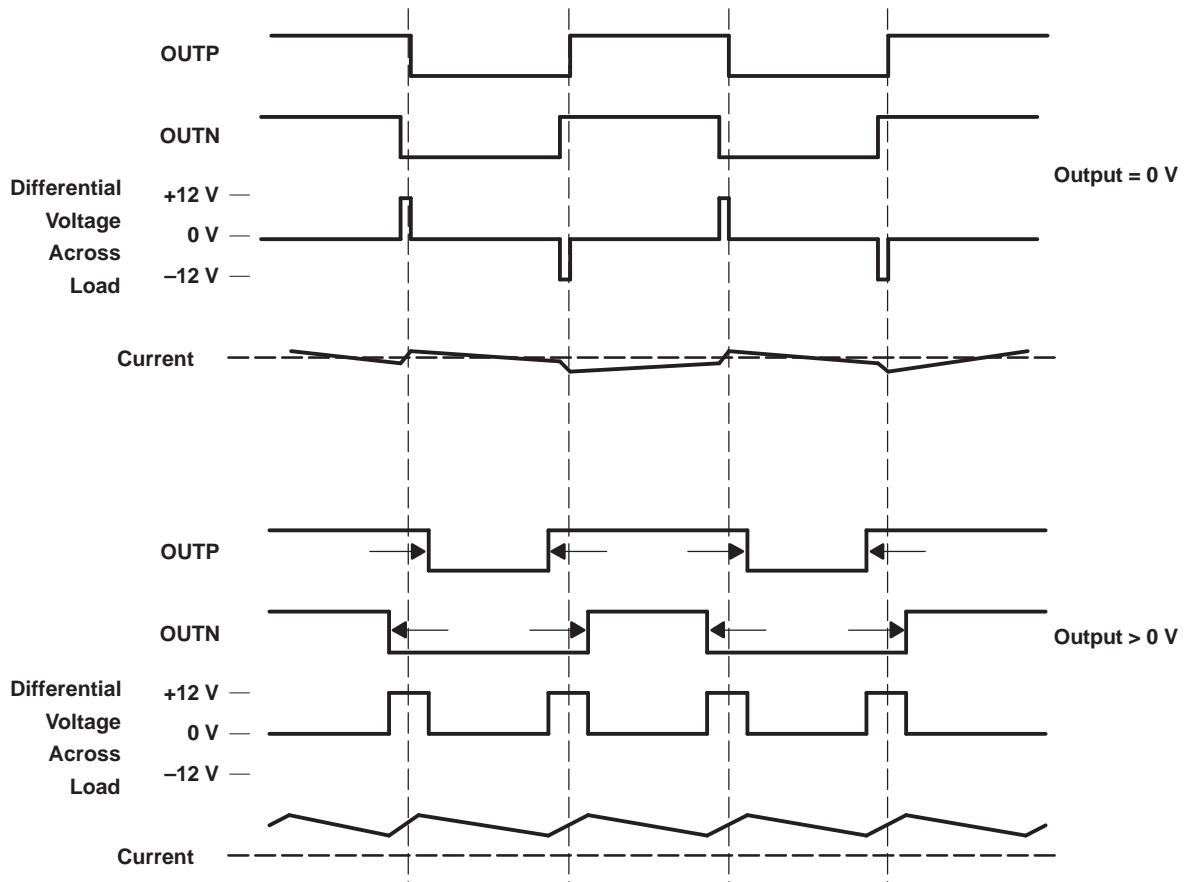 OUTP
OUTN
Output = 0 V
Differential
Voltage
Across
Load
+12 V
0 V
–12 V
Current
OUTP
OUTN
Output > 0 V
Differential
Voltage
Across
Load
+12 V
0 V
–12 V
Current